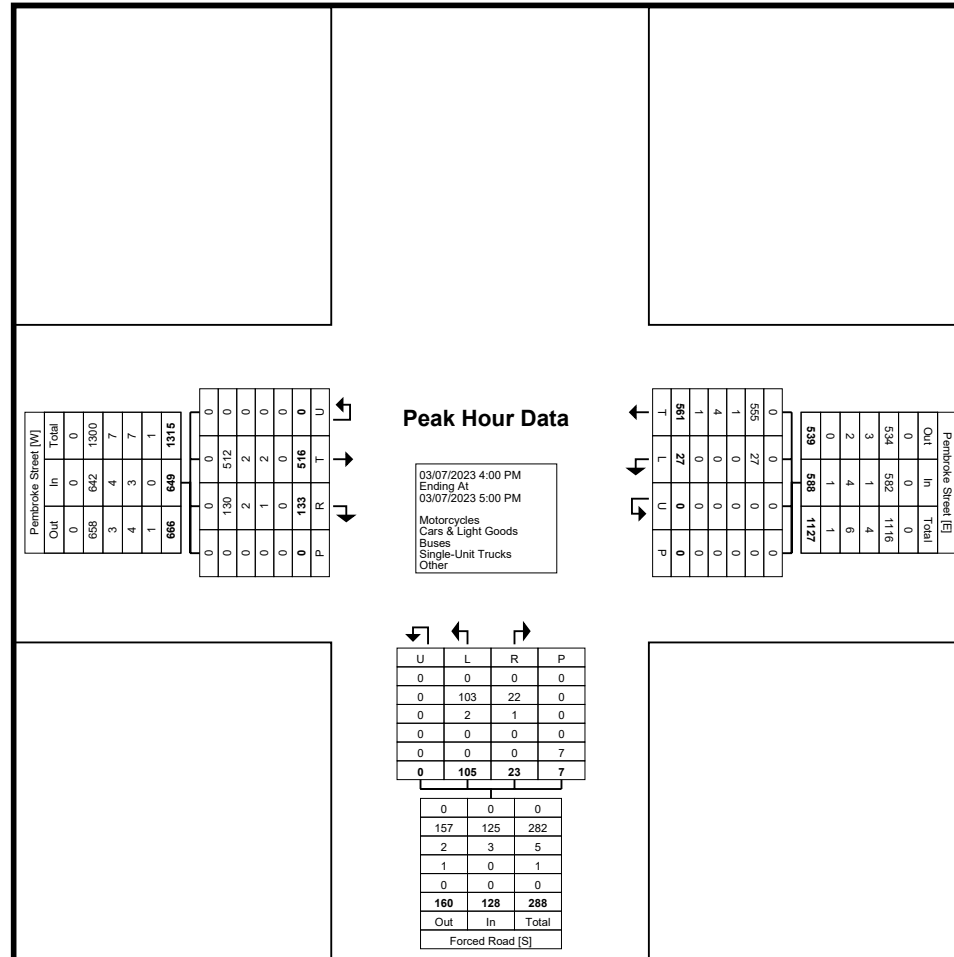 Peak Hour Data
03/07/2023 4:00 PM
Ending At
03/07/2023 5:00 PM
Motorcycles
Cars & Light Goods
Buses
Single-Unit Trucks
Other
Pembroke Street [W]
Out In Total
0 0 0
658 642 1300
3 4 7
4 3 7
1 0 1
666 649 1315
0 0 0 0
0 130 512 0
0 2 2 0
0 1 2 0
0 0 0 0
0 133 516 0
P R T U
Pembroke Street [E]
Out In Total
0 0 0
534 582 1116
3 1 4
2 4 6
0 1 1
539 588 1127
0 0 0 0
555 27 0 0
1 0 0 0
4 0 0 0
1 0 0 0
561 27 0 0
T L U P
U L R P
0 0 0 0
0 103 22 0
0 2 1 0
0 0 0 0
0 0 0 7
0 105 23 7
0 0 0
157 125 282
2 3 5
1 0 1
0 0 0
160 128 288
Out In Total
Forced Road [S]